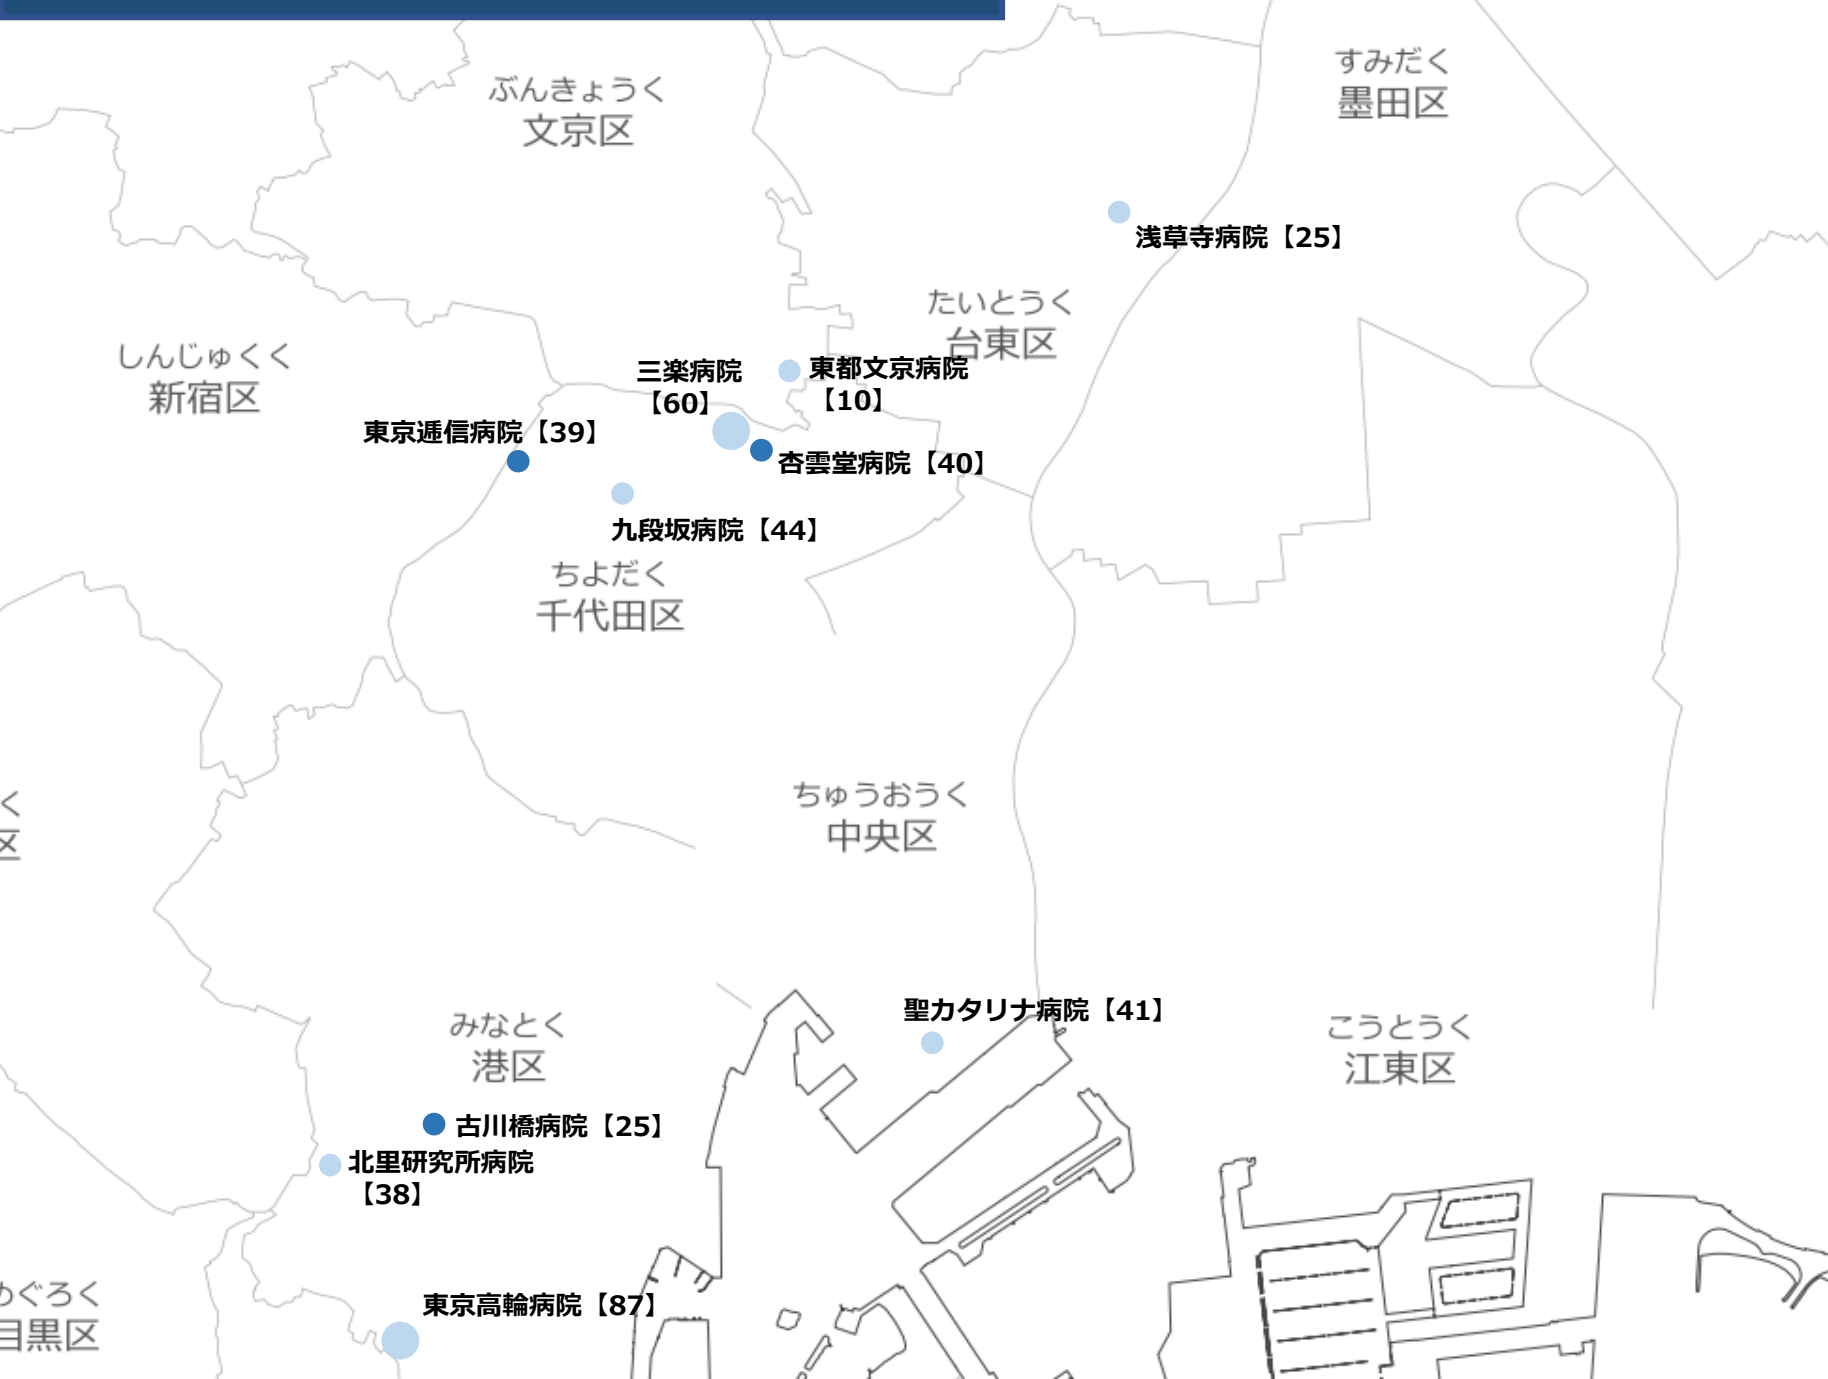 すみだく
墨田区
ぶんきょうく
文京区
浅草寺病院【25】
たいとうく
台東区
しんじゅくく
新宿区
三楽病院
【60】
東都文京病院
【10】
東京逓信病院【39】
杏雲堂病院【40】
九段坂病院【44】
ちよだく
千代田区
ちゅうおうく
中央区
く
区
聖カタリナ病院【41】
みなとく
港区
こうとうく
江東区
古川橋病院【25】
北里研究所病院
【38】
めぐろく
目黒区
東京高輪病院【87】